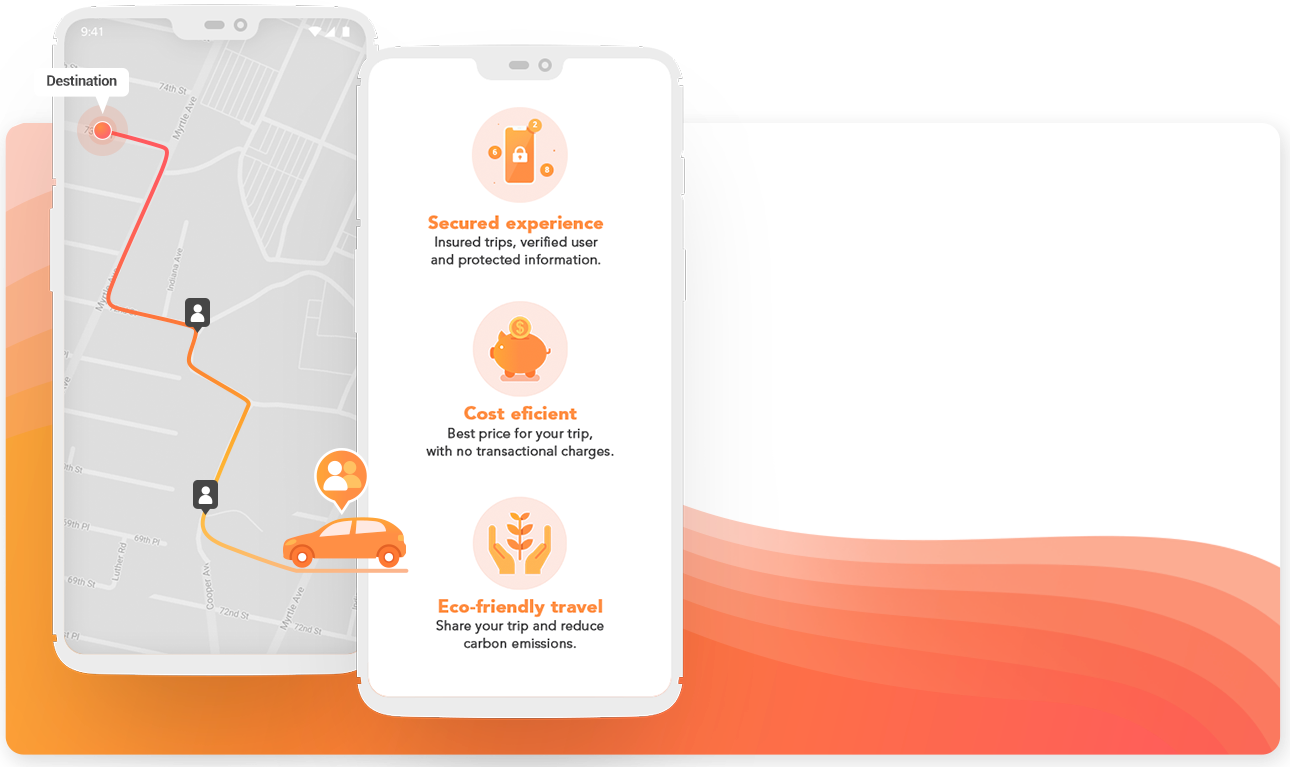 9:41
Destination
74th St
Myrtle Ave
Indiana Ave
Myrtle Ave
69th Pl
69th Pl
Luther Rd
69th St
Cooper Ave
72nd St
Myrtle Ave
72nd St
2
6
8
Secured experience
Insured trips, verified user
and protected information.
$
Cost eficient
Best price for your trip,
with no transactional charges.
Eco-friendly travel
Share your trip and reduce
carbon emissions.